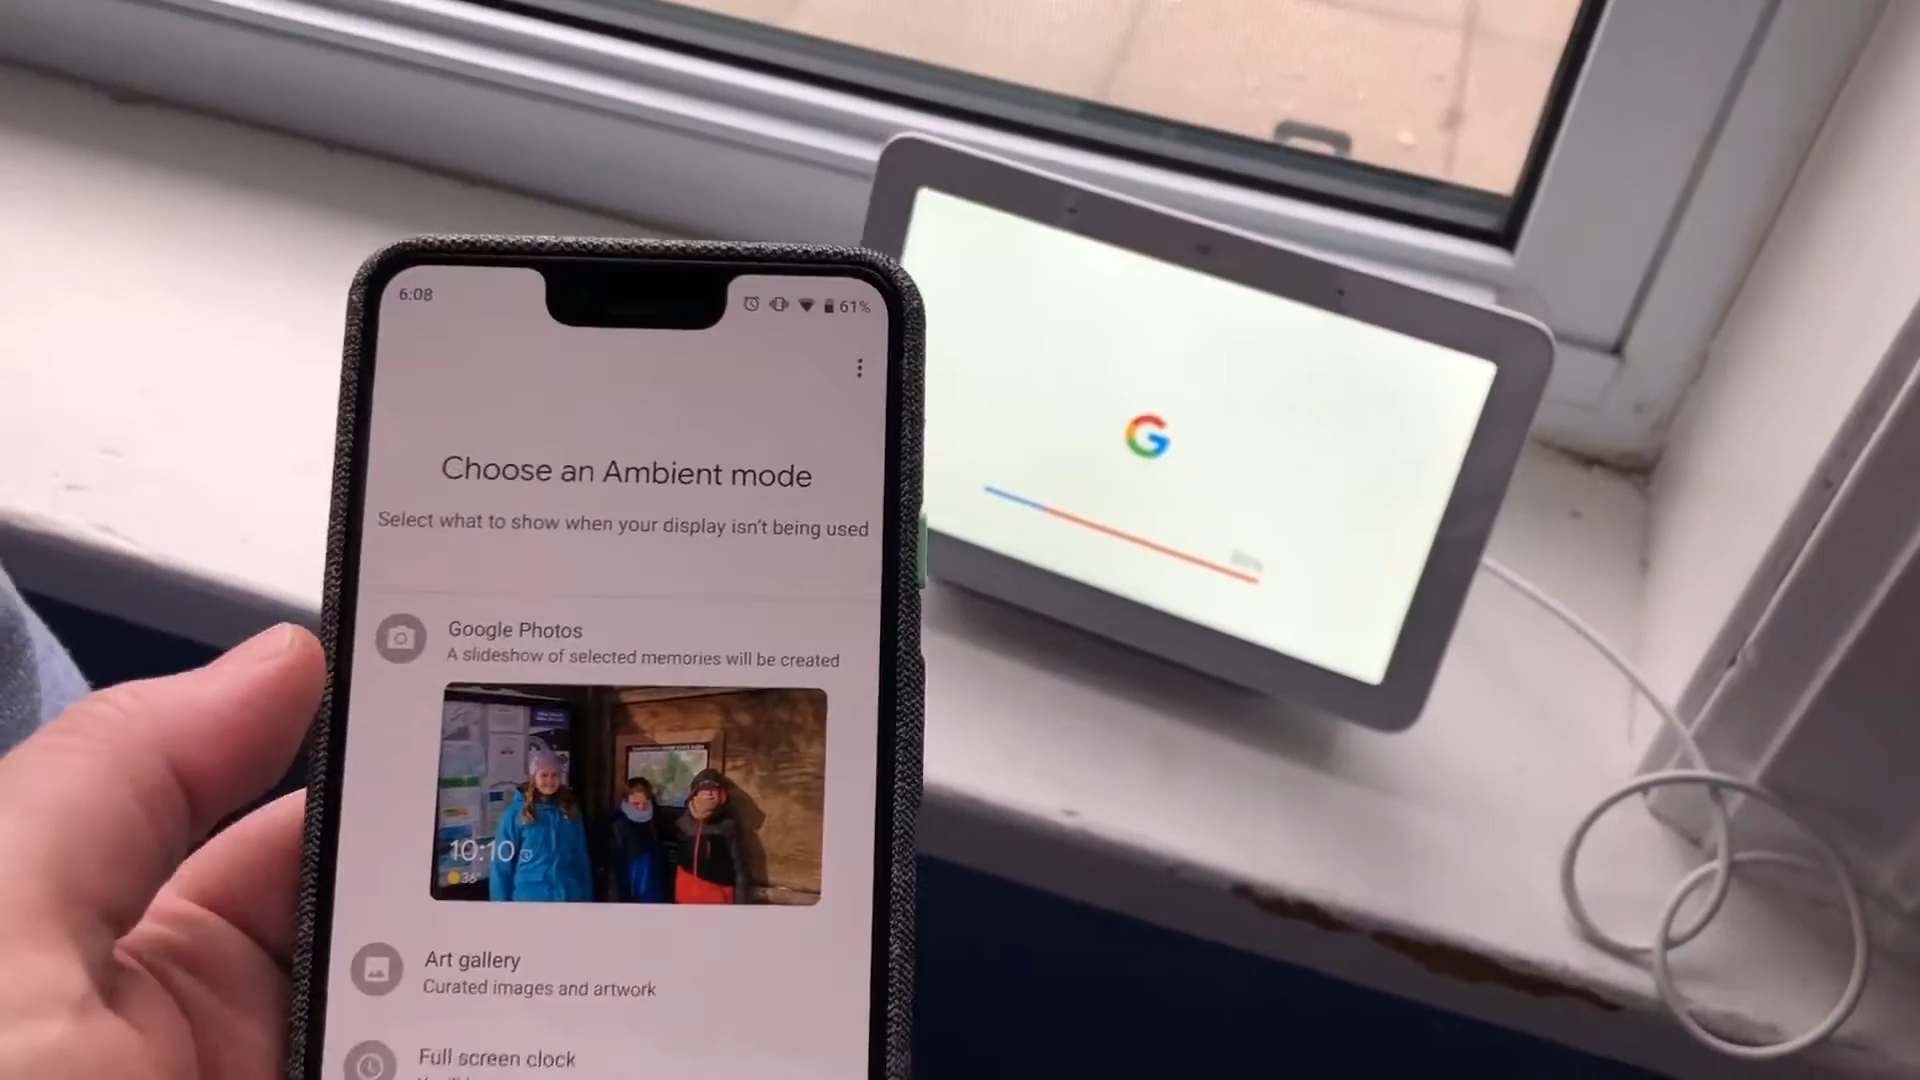 6:08
61%
Choose an Ambient mode
Select what to show when your display isn't being used
Google Photos
A slideshow of selected memories will be created
10:10
36°
Art gallery
Curated images and artwork
Full screen clock
G